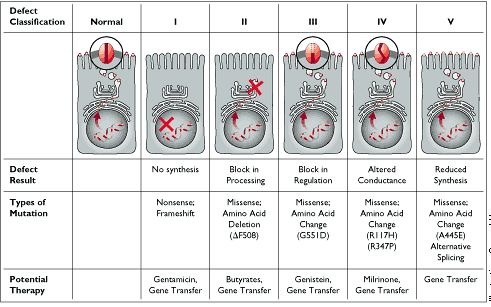 Defect
Classification
Normal
I
II
III
IV
V
Defect
Result
No synthesis
Block in
Processing
Block in
Regulation
Altered
Conductance
Reduced
Synthesis
Types of
Mutation
Nonsense;
Frameshift
Missense;
Amino Acid
Deletion
(ΔF508)
Missense;
Amino Acid
Change
(G551D)
Missense;
Amino Acid
Change
(R117H)
(R347P)
Missense;
Amino Acid
Change
(A445E)
Alternative
Splicing
Potential
Therapy
Gentamicin,
Gene Transfer
Butyrates,
Gene Transfer
Genistein,
Gene Transfer
Milrinone,
Gene Transfer
Gene Transfer